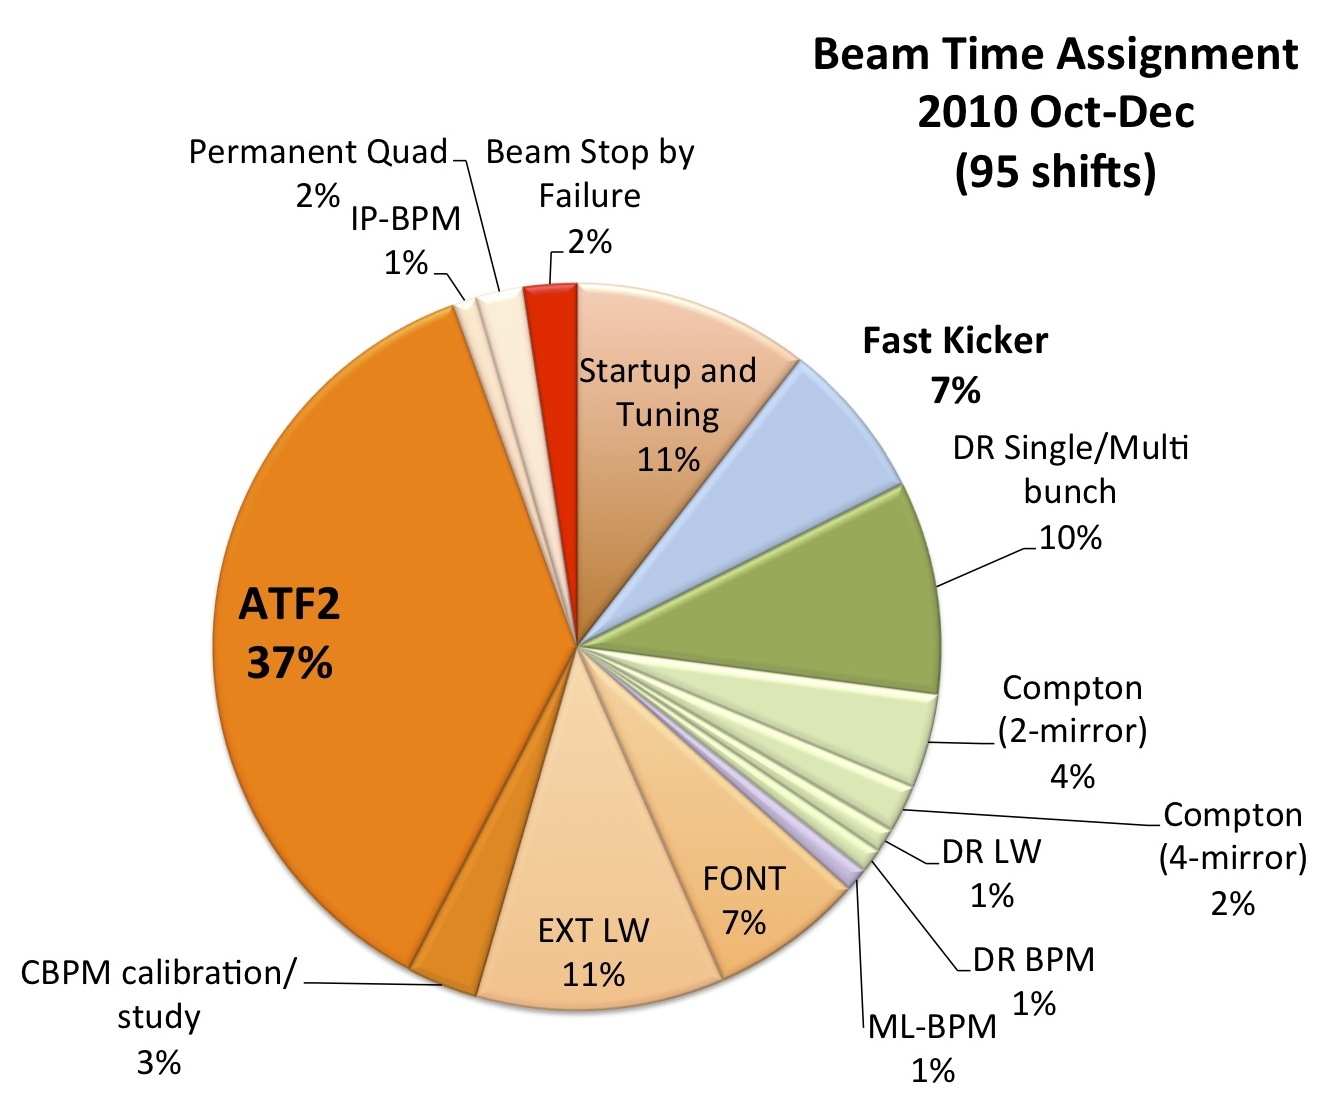 Beam Time Assignment
2010 Oct-Dec
(95 shifts)
Permanent Quad
2%
IP-BPM
1%
Beam Stop by
Failure
2%
Startup and
Tuning
11%
Fast Kicker
7%
DR Single/Multi
bunch
10%
Compton
(2-mirror)
4%
Compton
(4-mirror)
2%
DR LW
1%
DR BPM
1%
ML-BPM
1%
FONT
7%
EXT LW
11%
CBPM calibration/
study
3%
ATF2
37%